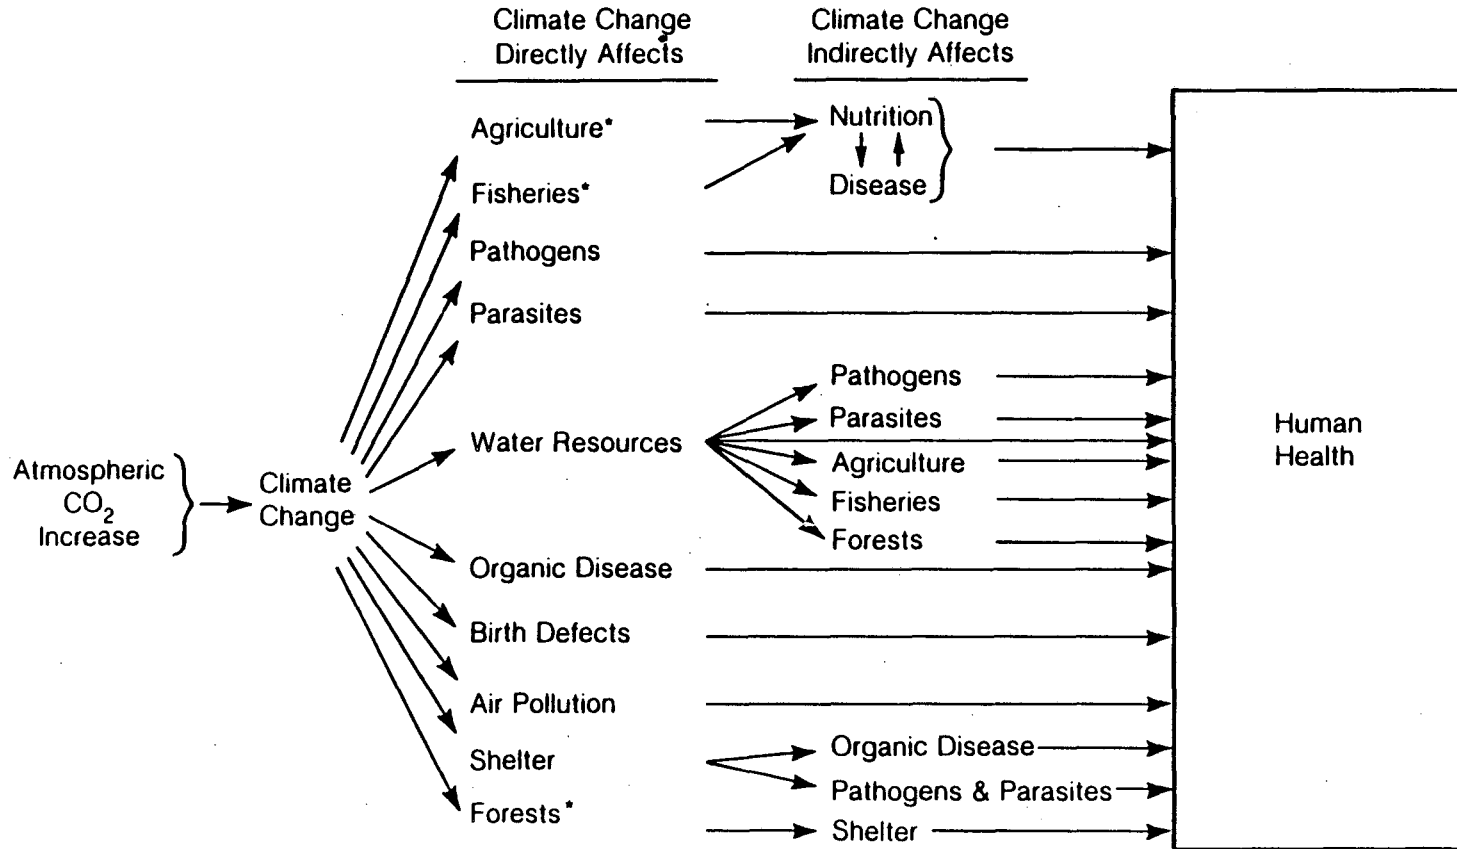 Climate Change
Directly Affects
Climate Change
Indirectly Affects
Atmospheric
CO2
Increase
Climate
Change
Agriculture*
Fisheries*
Pathogens
Parasites
Water Resources
Organic Disease
Birth Defects
Air Pollution
Shelter
Forests*
Nutrition
Disease
Pathogens
Parasites
Agriculture
Fisheries
Forests
Organic Disease
Pathogens & Parasites
Shelter
Human
Health